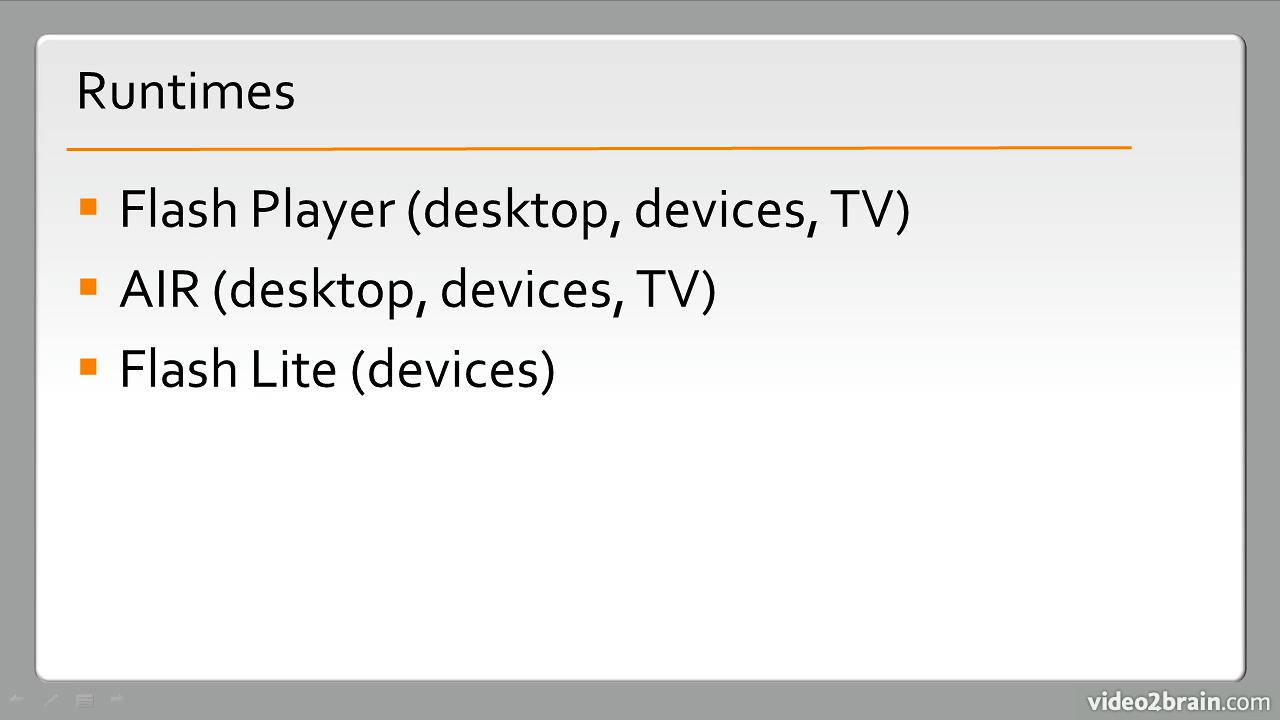 Runtimes
Flash Player (desktop, devices, TV)
AIR (desktop, devices, TV)
Flash Lite (devices)
video2brain.com